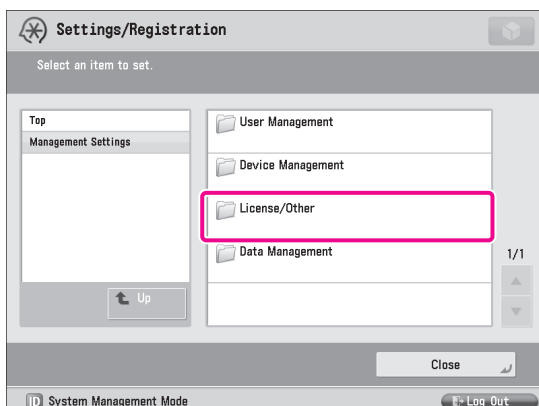 Settings/Registration
Select an item to set.
Top
Management Settings
User Management
Device Management
License/Other
Data Management
1/1
Up
Close
ID System Management Mode
Log Out